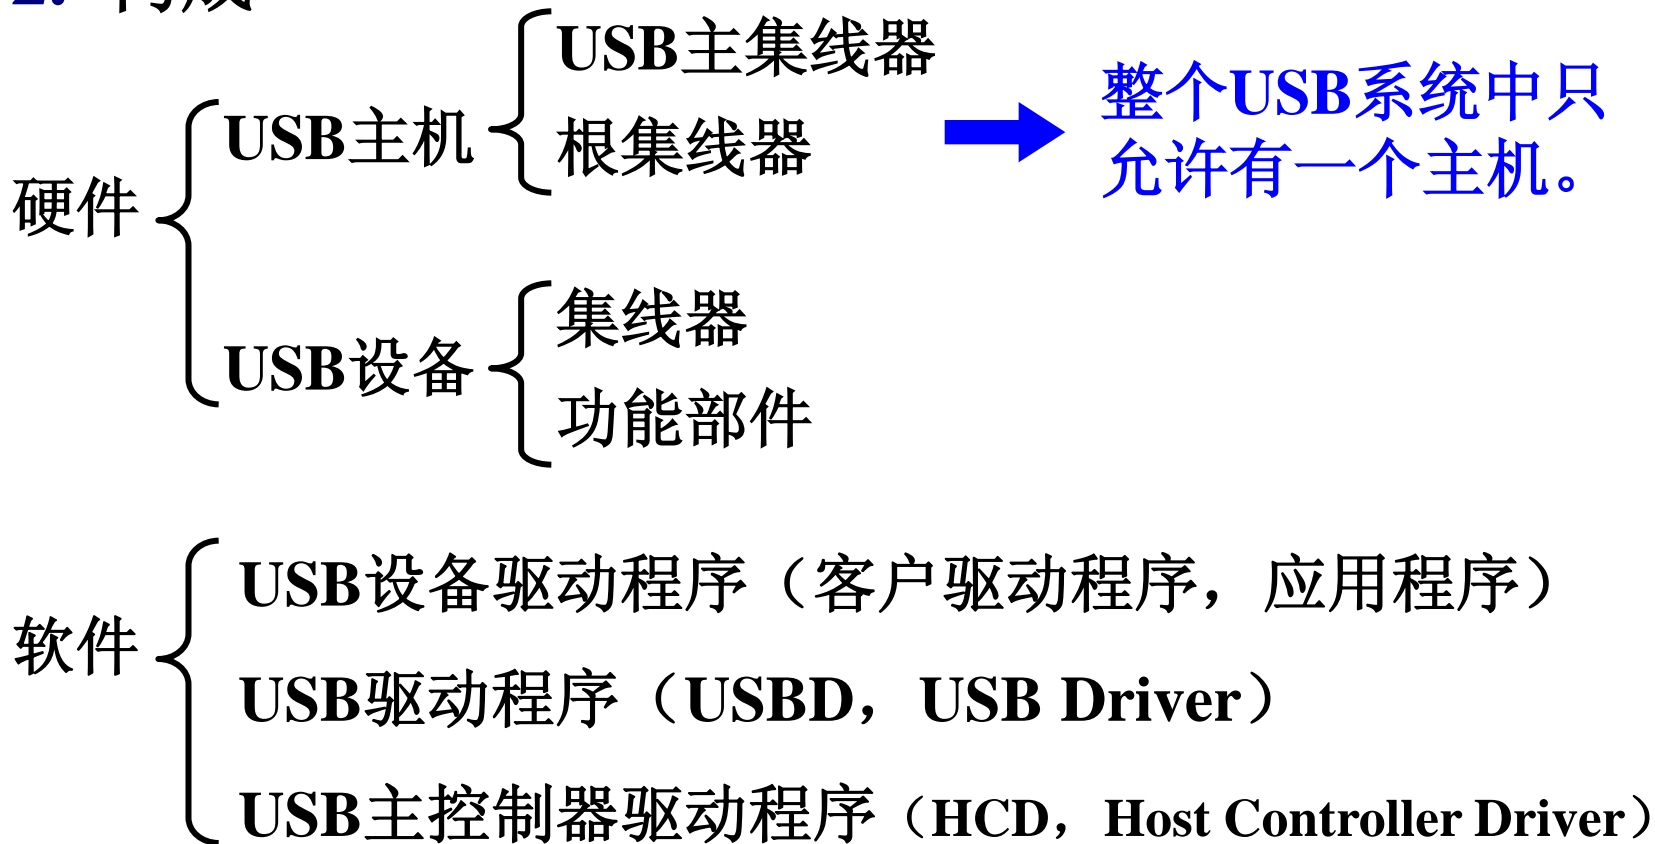 2. 构成
USB主集线器
USB主机
根集线器
整个USB系统中只
允许有一个主机。
硬件
集线器
USB设备
功能部件
USB设备驱动程序（客户驱动程序，应用程序）
软件
USB驱动程序（USBD，USB Driver）
USB主控制器驱动程序（HCD，Host Controller Driver）